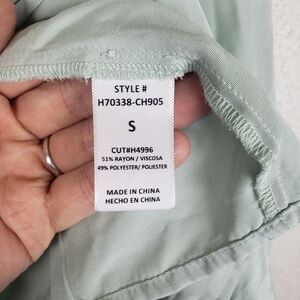 STYLE #
H70338-CH905
S
CUT#H4996
51% RAYON / VISCOSA
49% POLYESTER/ POLIESTER
MADE IN CHINA
HECHO EN CHINA